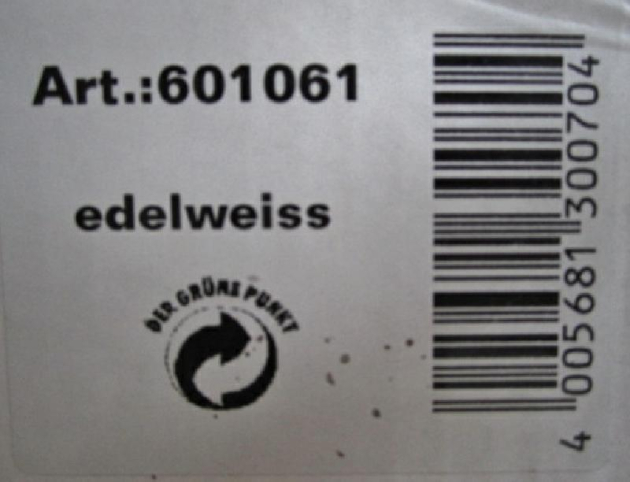 Art.:601061
edelweiss
DER GRÜNE PUNKT
4 005681 300704